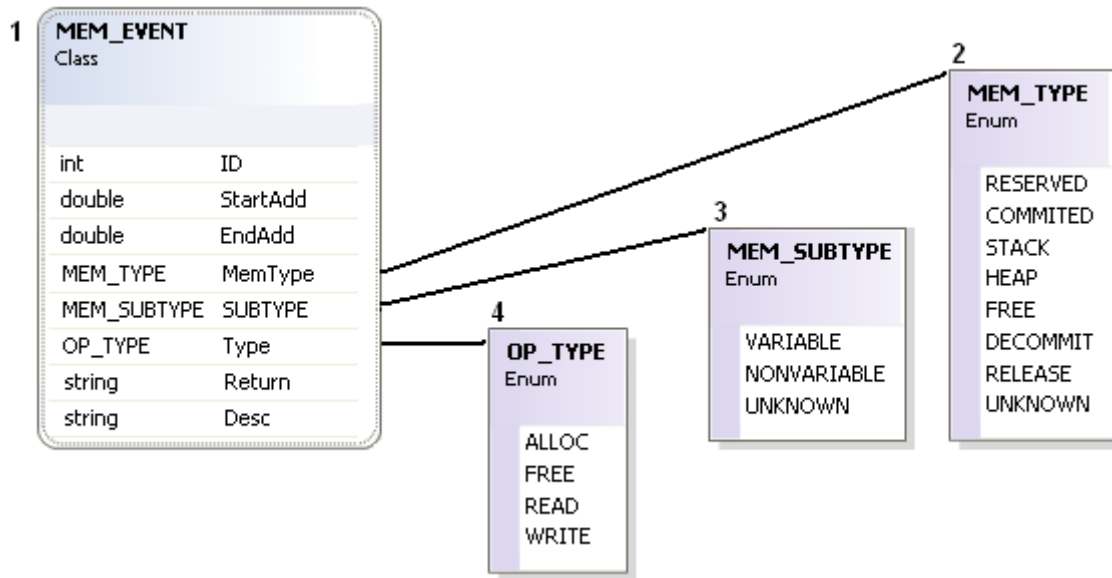 1
MEM_EVENT
Class
int ID
double StartAdd
double EndAdd
MEM_TYPE MemType
MEM_SUBTYPE SUBTYPE
OP_TYPE Type
string Return
string Desc
2
MEM_TYPE
Enum
RESERVED
COMMITED
STACK
HEAP
FREE
DECOMMIT
RELEASE
UNKNOWN
3
MEM_SUBTYPE
Enum
VARIABLE
NONVARIABLE
UNKNOWN
4
OP_TYPE
Enum
ALLOC
FREE
READ
WRITE